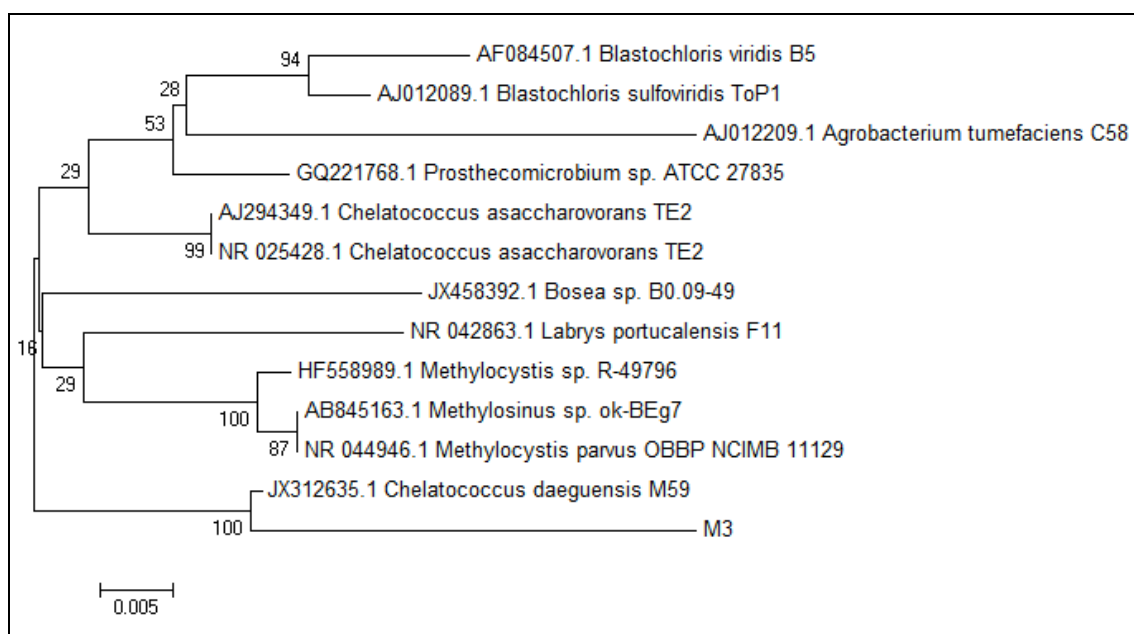 94
AF084507.1 Blastochloris viridis B5
28
AJ012089.1 Blastochloris sulfoviridis ToP1
53
AJ012209.1 Agrobacterium tumefaciens C58
29
GQ221768.1 Prosthecomicrobium sp. ATCC 27835
AJ294349.1 Chelatococcus asaccharovorans TE2
99
NR 025428.1 Chelatococcus asaccharovorans TE2
JX458392.1 Bosea sp. B0.09-49
NR 042863.1 Labrys portucalensis F11
16
29
HF558989.1 Methylocystis sp. R-49796
100
AB845163.1 Methylosinus sp. ok-BEg7
87
NR 044946.1 Methylocystis parvus OBBP NCIMB 11129
JX312635.1 Chelatococcus daeguensis M59
100
M3
0.005